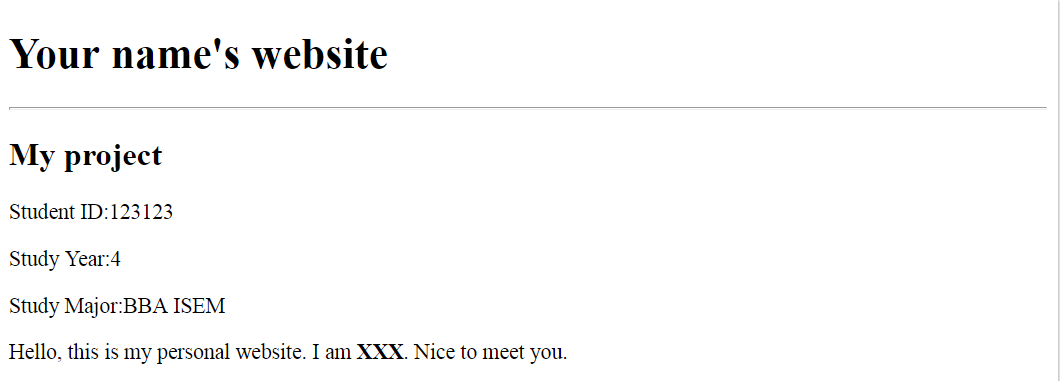 Your name's website
My project
Student ID:123123
Study Year:4
Study Major:BBA ISEM
Hello, this is my personal website. I am XXX. Nice to meet you.